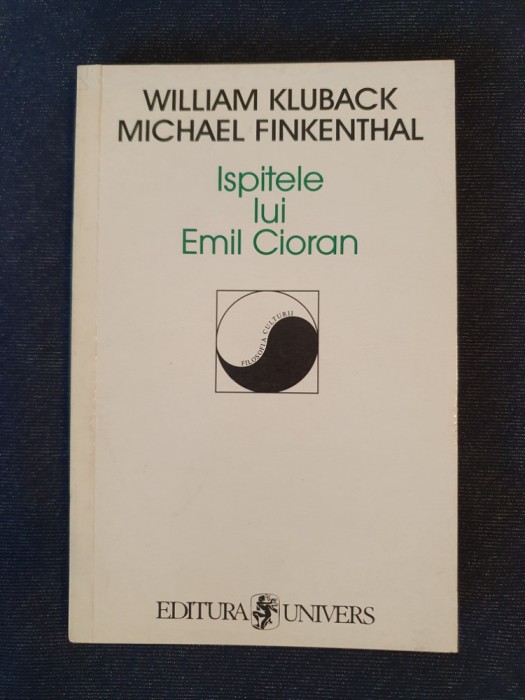 WILLIAM KLUBACK
MICHAEL FINKENTHAL
Ispitele
lui
Emil Cioran
FILOSOFIA CULTURII
EDITURA UNIVERS